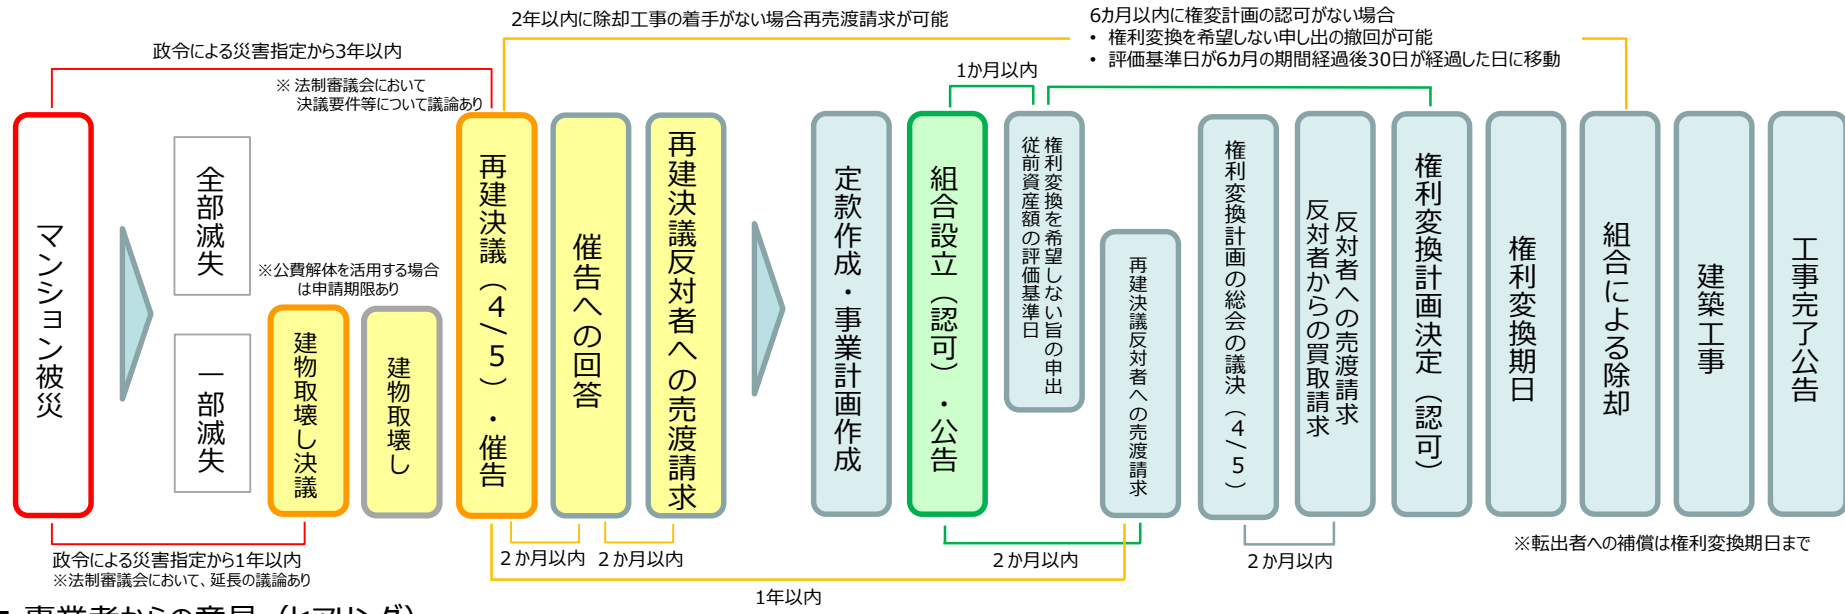 2年以内に除却工事の着手がない場合再売渡請求が可能
6カ月以内に権変計画の認可がない場合
• 権利変換を希望しない申し出の撤回が可能
• 評価基準日が6カ月の期間経過後30日が経過した日に移動
政令による災害指定から3年以内
※ 法制審議会において
決議要件等について議論あり
1か月以内
マンション被災
全部滅失
一部滅失
※公費解体を活用する場合
は申請期限あり
建物取壊し決議
建物取壊し
再建決議（4/5）・催告
催告への回答
再建決議反対者への売渡請求
定款作成・事業計画作成
組合設立（認可）・公告
権利変換を希望しない旨の申出
従前資産額の評価基準日
再建決議反対者への売渡請求
権利変換計画の総会の議決（4/5）
反対者への売渡請求
反対者からの買取請求
権利変換計画決定（認可）
権利変換期日
組合による除却
建築工事
工事完了公告
政令による災害指定から1年以内
※法制審議会において、延長の議論あり
2か月以内
2か月以内
2か月以内
2か月以内
1年以内
※転出者への補償は権利変換期日まで
事業者からの意見（ヒアリング）